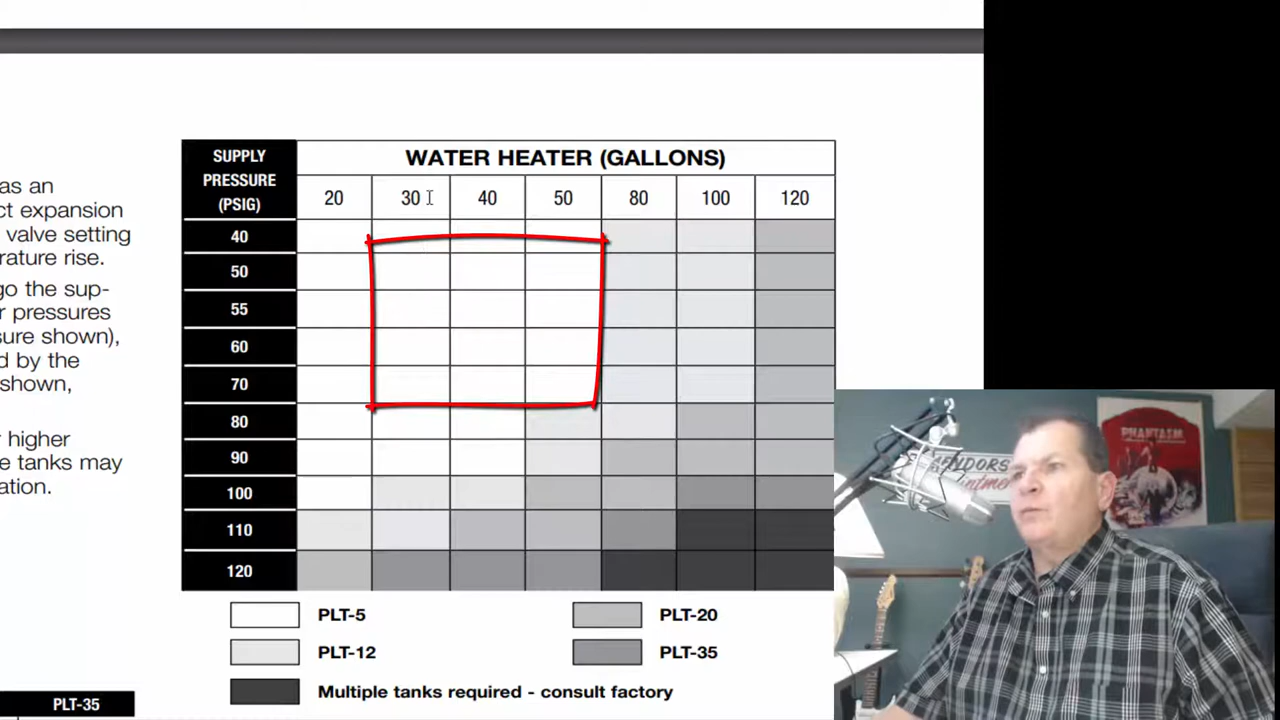 as an
ct expansion
valve setting
rature rise.
go the sup-
r pressures
sure shown),
d by the
shown,
r higher
e tanks may
ation.
PLT-35
SUPPLY
PRESSURE
(PSIG)
WATER HEATER (GALLONS)
20 30 40 50 80 100 120
40
50
55
60
70
80
90
100
110
120
PLT-5
PLT-20
PLT-12
PLT-35
Multiple tanks required - consult factory
PHANTASM